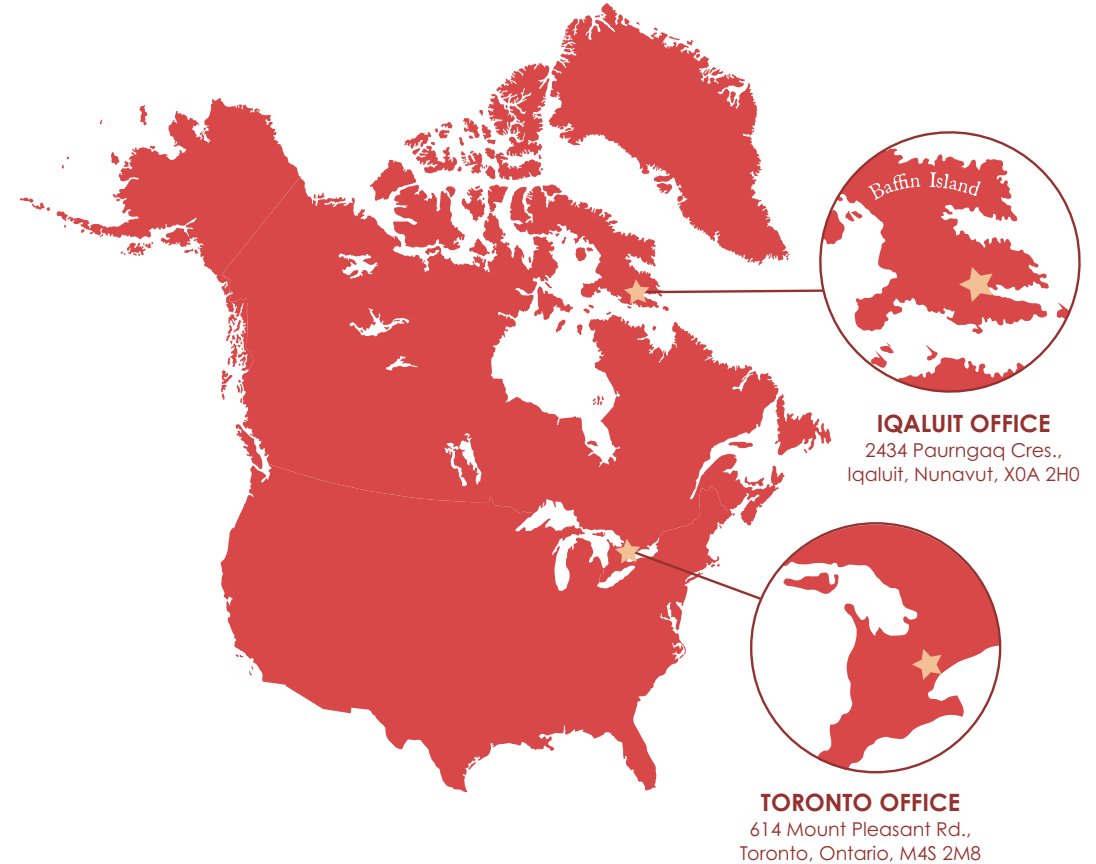 Baffin Island
IQALUIT OFFICE
2434 Paurngaq Cres.,
Iqaluit, Nunavut, X0A 2H0
TORONTO OFFICE
614 Mount Pleasant Rd.,
Toronto, Ontario, M4S 2M8